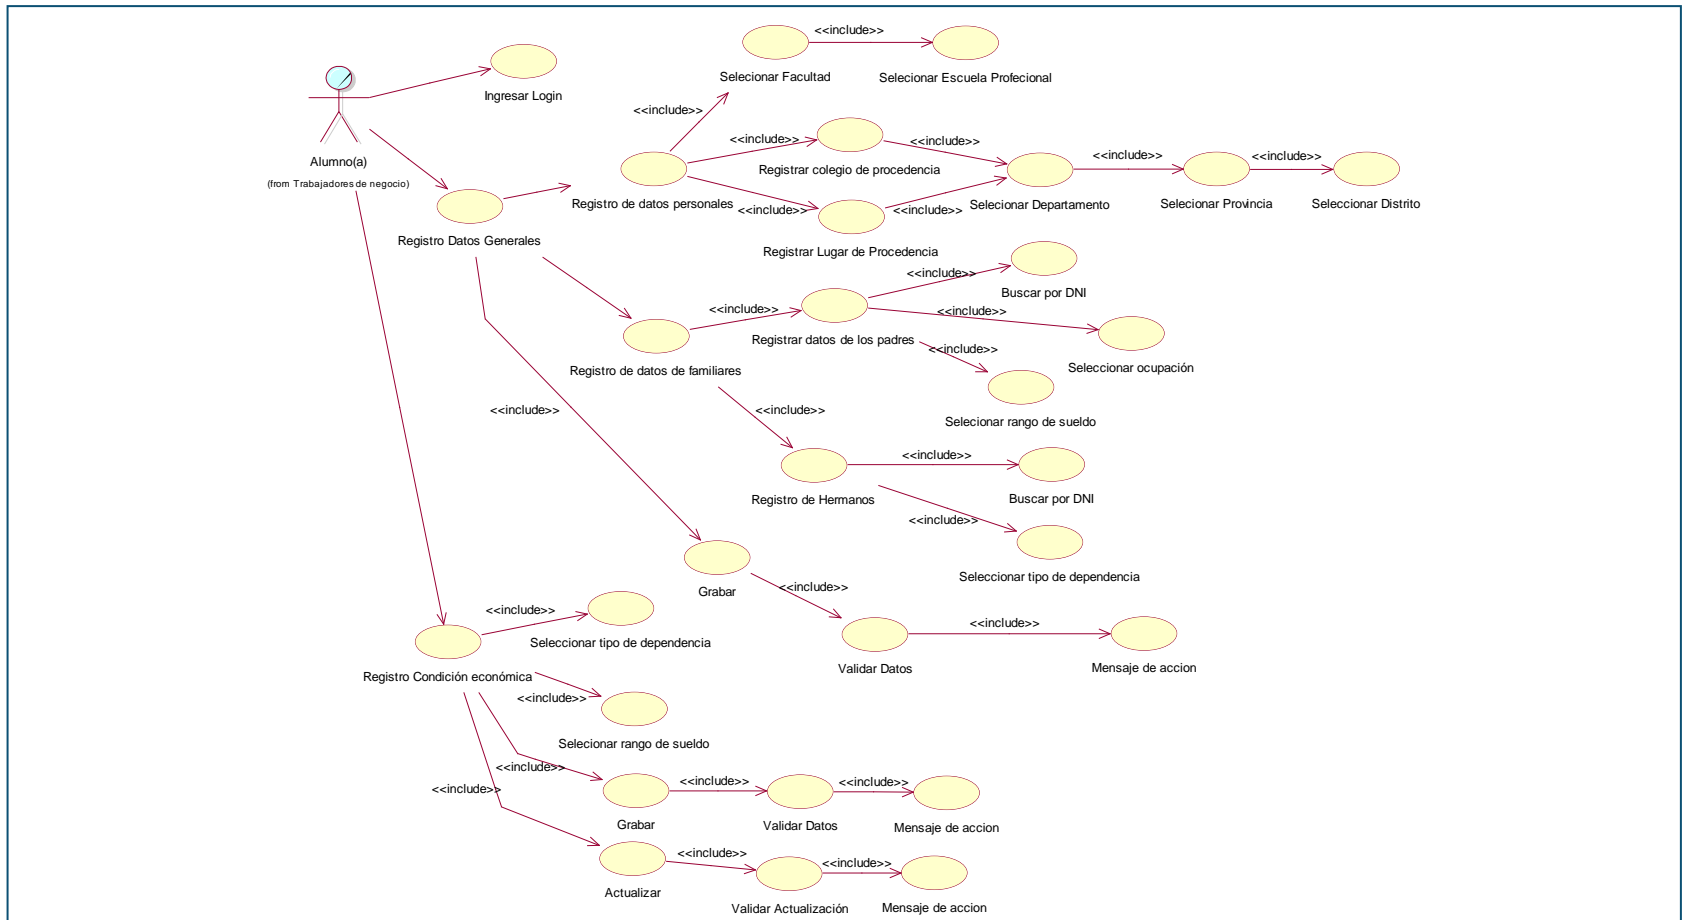 <<include>>
Selecionar Facultad
Selecionar Escuela Profecional
Ingresar Login
<<include>>
<<include>>
<<include>>
<<include>>
<<include>>
Alumno(a)
(from Trabajadores de negocio)
Registrar colegio de procedencia
Registro de datos personales
<<include>>
<<include>>
Selecionar Departamento
Selecionar Provincia
Seleccionar Distrito
Registro Datos Generales
Registrar Lugar de Procedencia
<<include>>
Buscar por DNI
<<include>>
<<include>>
Registrar datos de los padres
<<include>>
Seleccionar ocupación
Registro de datos de familiares
<<include>>
<<include>>
Selecionar rango de sueldo
<<include>>
Registro de Hermanos
Buscar por DNI
<<include>>
Seleccionar tipo de dependencia
Grabar
<<include>>
<<include>>
<<include>>
Seleccionar tipo de dependencia
Validar Datos
Mensaje de accion
Registro Condición económica
<<include>>
Selecionar rango de sueldo
<<include>>
<<include>>
<<include>>
<<include>>
Grabar
Validar Datos
Mensaje de accion
<<include>>
<<include>>
Actualizar
Validar Actualización
Mensaje de accion